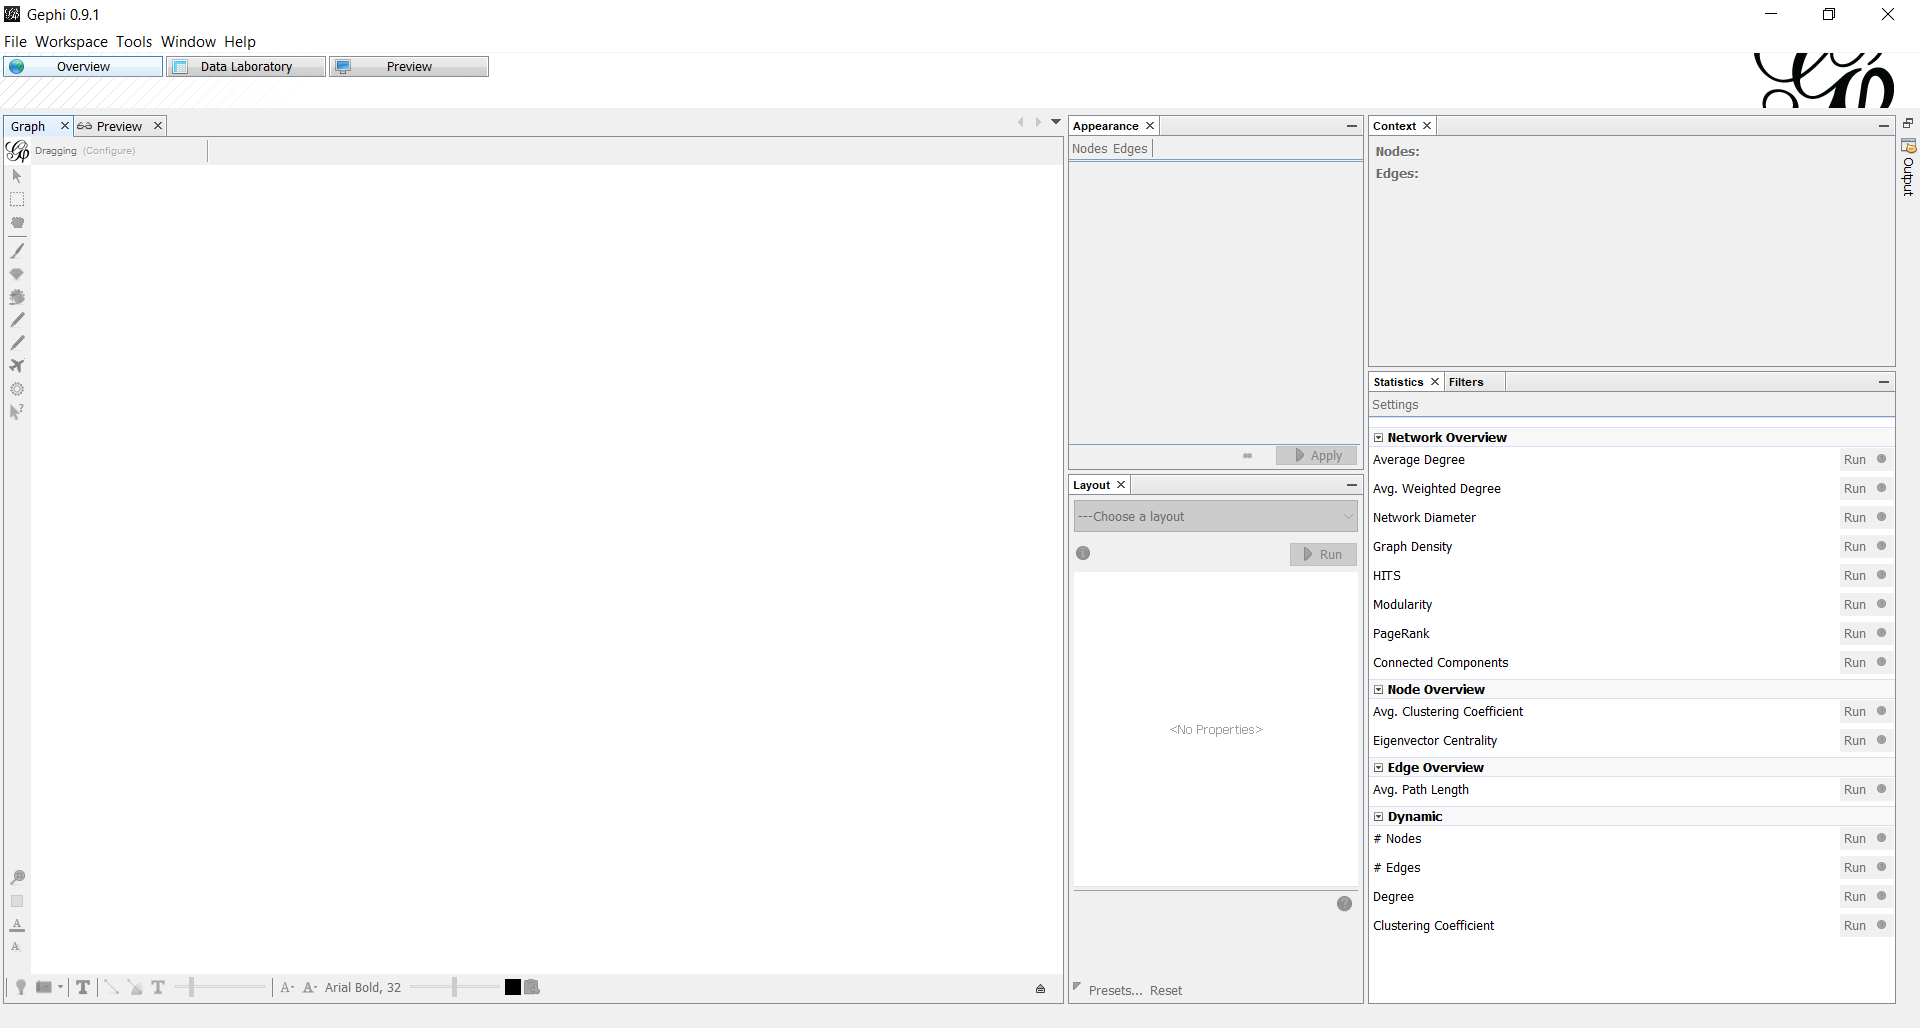 Gephi 0.9.1
File Workspace Tools Window Help
Overview Data Laboratory Preview
Graph Preview
Dragging (Configure)
Arial Bold, 32
Appearance
Nodes Edges
Apply
Layout
---Choose a layout
Run
<No Properties>
Presets... Reset
Context
Nodes:
Edges:
Output
Statistics Filters
Settings
Network Overview
Average Degree Run
Avg. Weighted Degree Run
Network Diameter Run
Graph Density Run
HITS Run
Modularity Run
PageRank Run
Connected Components Run
Node Overview
Avg. Clustering Coefficient Run
Eigenvector Centrality Run
Edge Overview
Avg. Path Length Run
Dynamic
# Nodes Run
# Edges Run
Degree Run
Clustering Coefficient Run